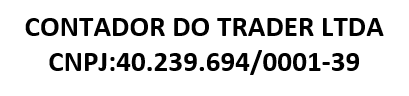 CONTADOR DO TRADER LTDA
CNPJ:40.239.694/0001-39